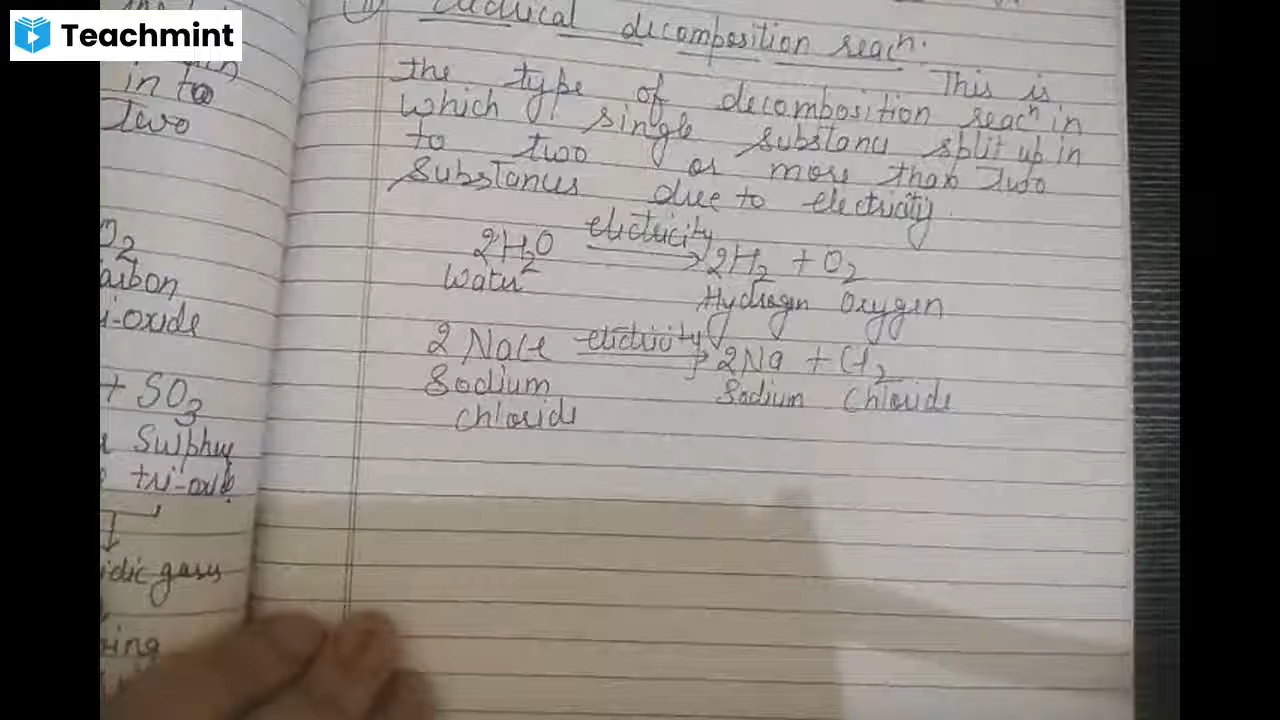 Teachmint
in to
Two
Electrical decomposition reacn.
This is
the type of decomposition reacn in
which single substance split up in
to two or more than two
substances due to electricity.
2H2O electricity → 2H2 + O2
Water Hydrogen Oxygen
2 NaCl electricity → 2Na + Cl2
Sodium Sodium Chloride
chloride
O2
arbon
i-oxide
+ SO3
Sulphur
tri-oxide
idic gases